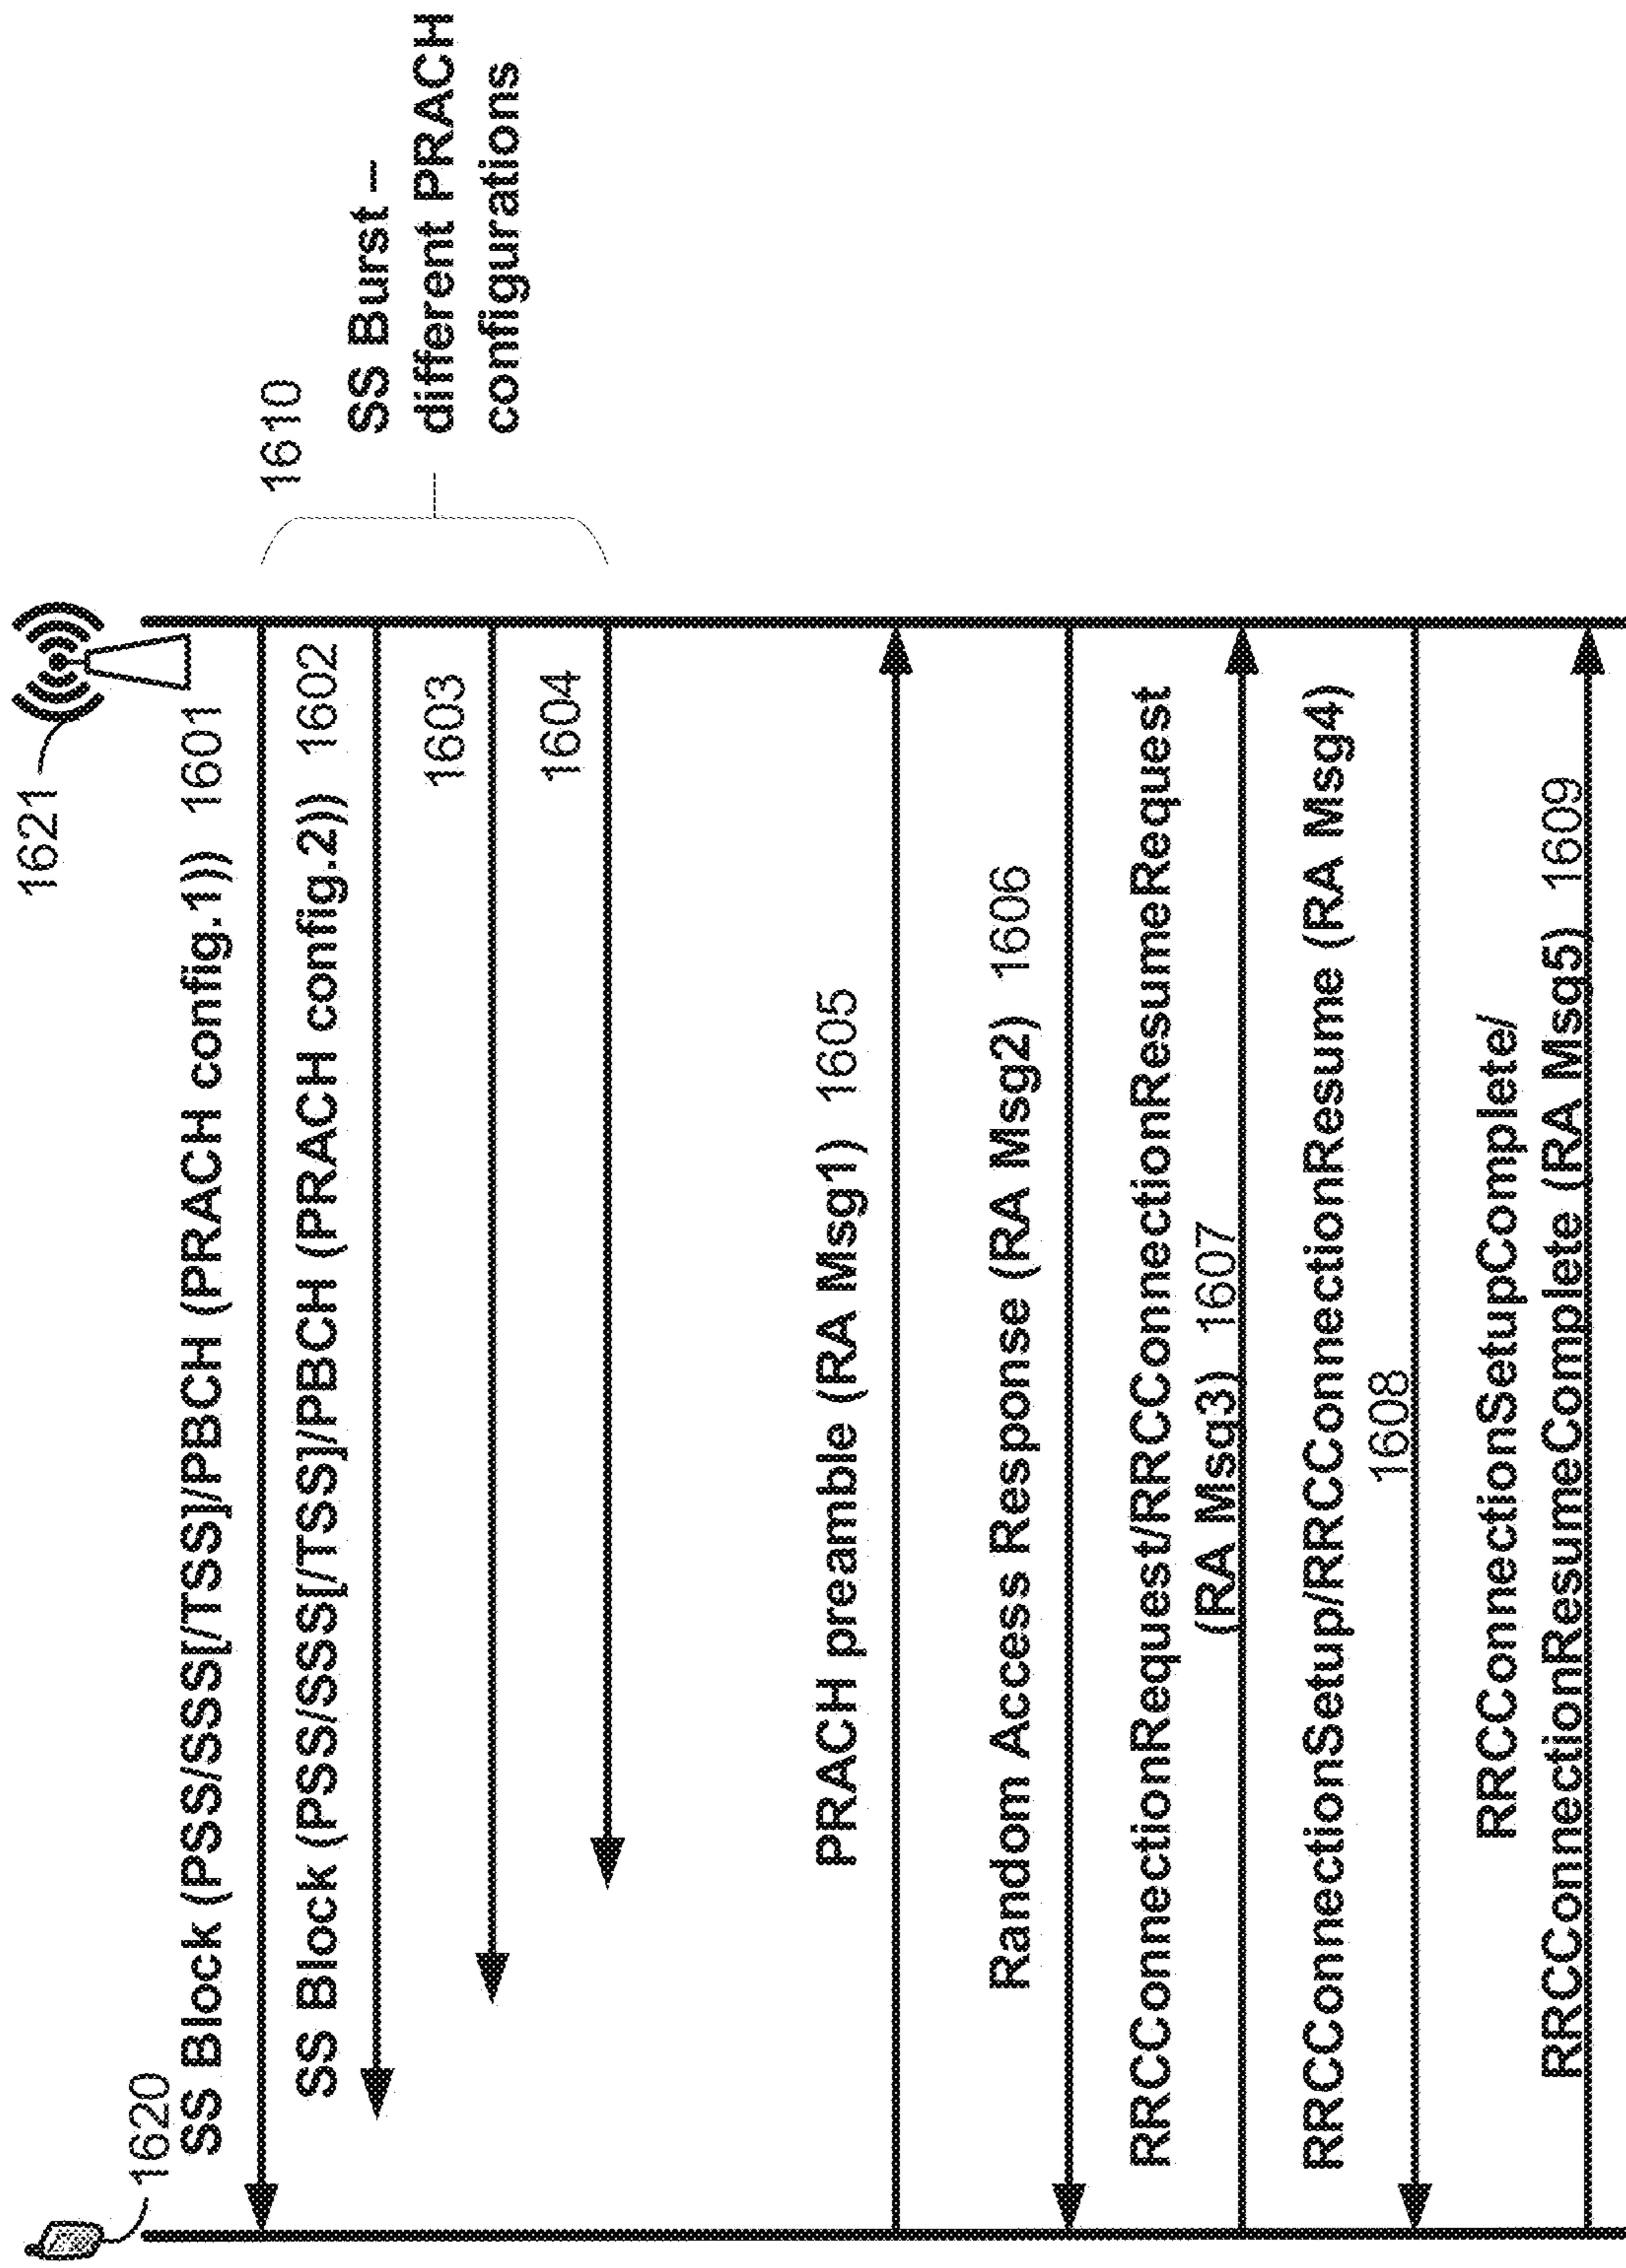 1620
1621
SS Block (PSS/SSS[/TSS]/PBCH (PRACH config.1)) 1601
SS Block (PSS/SSS[/TSS]/PBCH (PRACH config.2)) 1602
1603
1604
1610
SS Burst –
different PRACH
configurations
PRACH preamble (RA Msg1) 1605
Random Access Response (RA Msg2) 1606
RRCConnectionRequest/RRCConnectionResumeRequest
(RA Msg3) 1607
RRCConnectionSetup/RRCConnectionResume (RA Msg4)
1608
RRCConnectionSetupComplete/
RRCConnectionResumeComplete (RA Msg5) 1609